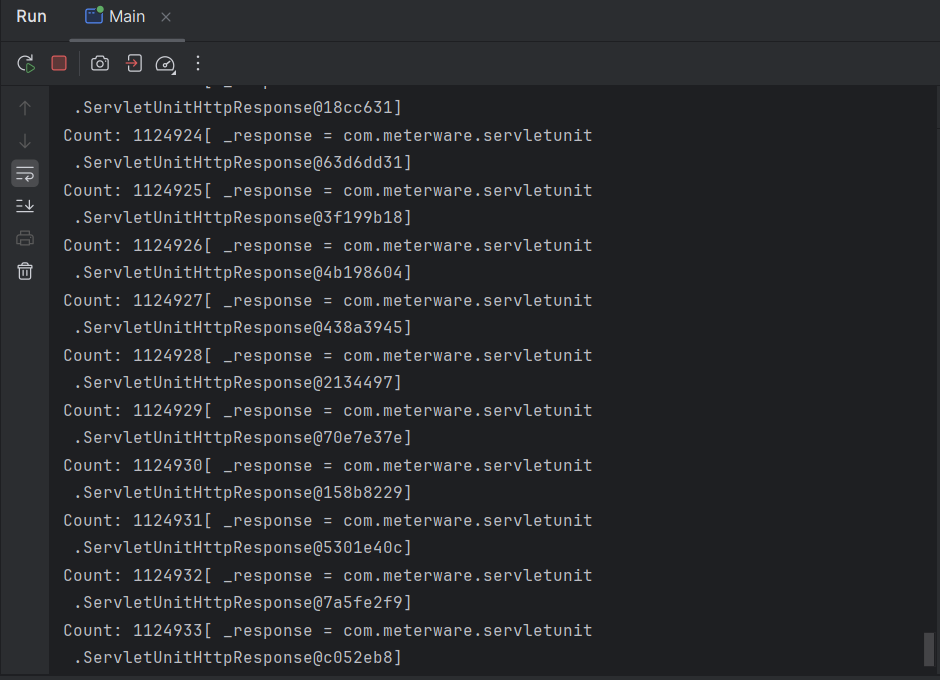 Run Main
.ServletUnitHttpResponse@18cc631]
Count: 1124924[ _response = com.meterware.servletunit
.ServletUnitHttpResponse@63d6dd31]
Count: 1124925[ _response = com.meterware.servletunit
.ServletUnitHttpResponse@3f199b18]
Count: 1124926[ _response = com.meterware.servletunit
.ServletUnitHttpResponse@4b198604]
Count: 1124927[ _response = com.meterware.servletunit
.ServletUnitHttpResponse@438a3945]
Count: 1124928[ _response = com.meterware.servletunit
.ServletUnitHttpResponse@2134497]
Count: 1124929[ _response = com.meterware.servletunit
.ServletUnitHttpResponse@70e7e37e]
Count: 1124930[ _response = com.meterware.servletunit
.ServletUnitHttpResponse@158b8229]
Count: 1124931[ _response = com.meterware.servletunit
.ServletUnitHttpResponse@5301e40c]
Count: 1124932[ _response = com.meterware.servletunit
.ServletUnitHttpResponse@7a5fe2f9]
Count: 1124933[ _response = com.meterware.servletunit
.ServletUnitHttpResponse@c052eb8]